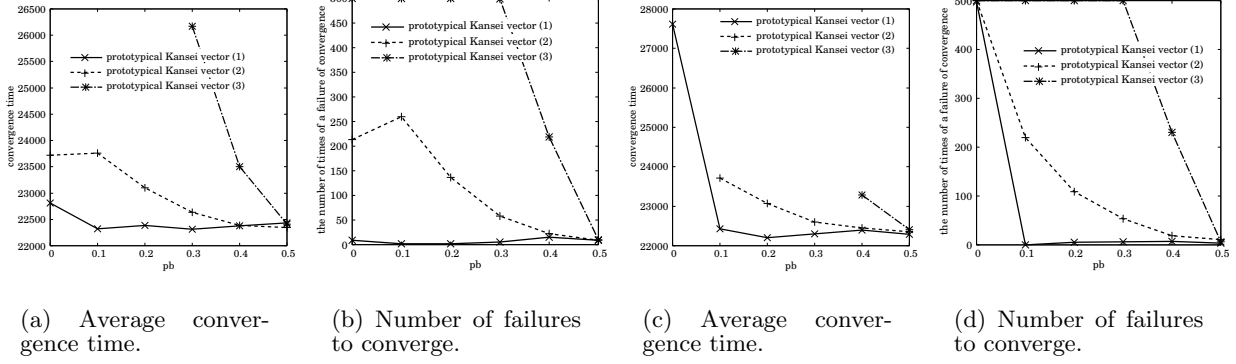 26500
26000
25500
25000
24500
24000
23500
23000
22500
22000
0
0.1
0.2
0.3
0.4
0.5
pb
convergence time
prototypical Kansei vector (1)
prototypical Kansei vector (2)
prototypical Kansei vector (3)
(a) Average conver-
gence time.
500
450
400
350
300
250
200
150
100
50
0
0
0.1
0.2
0.3
0.4
0.5
pb
the number of times of a failure of convergence
prototypical Kansei vector (1)
prototypical Kansei vector (2)
prototypical Kansei vector (3)
(b) Number of failures
to converge.
28000
27000
26000
25000
24000
23000
22000
0
0.1
0.2
0.3
0.4
0.5
pb
convergence time
prototypical Kansei vector (1)
prototypical Kansei vector (2)
prototypical Kansei vector (3)
(c) Average conver-
gence time.
500
400
300
200
100
0
0
0.1
0.2
0.3
0.4
0.5
pb
the number of times of a failure of convergence
prototypical Kansei vector (1)
prototypical Kansei vector (2)
prototypical Kansei vector (3)
(d) Number of failures
to converge.